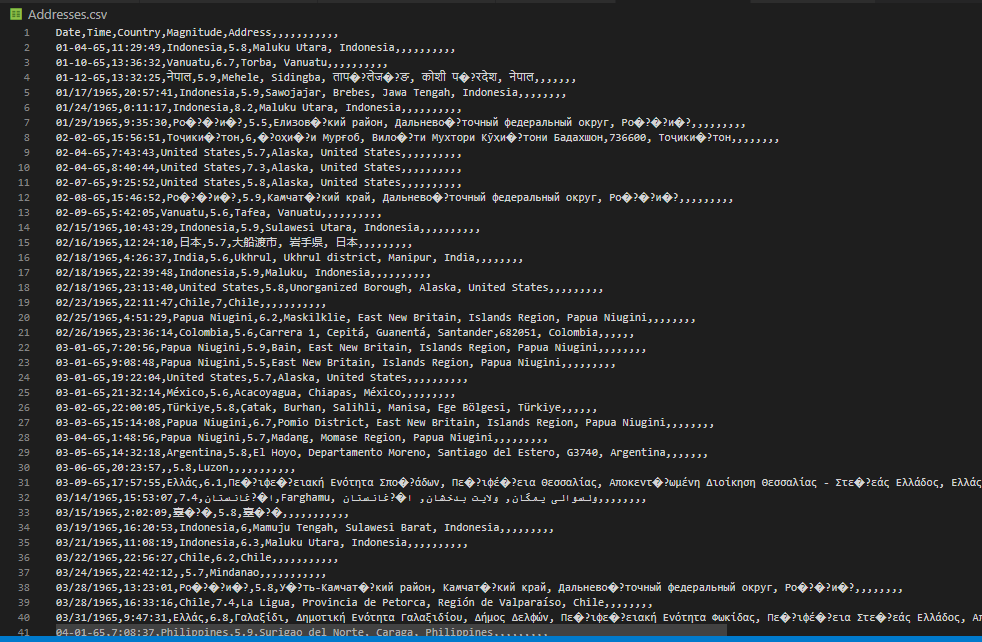 Addresses.csv
1 Date,Time,Country,Magnitude,Address,,,,,,,,,,,
2 01-04-65,11:29:49,Indonesia,5.8,Maluku Utara, Indonesia,,,,,,,,,,
3 01-10-65,13:36:32,Vanuatu,6.7,Torba, Vanuatu,,,,,,,,,,
4 01-12-65,13:32:25,नेपाल,5.9,Mehele, Sidingba, ताप�?तेज�?ङ, कोशी प�?रदेश, नेपाल,,,,,,,
5 01/17/1965,20:57:41,Indonesia,5.9,Sawojajar, Brebes, Jawa Tengah, Indonesia,,,,,,,,
6 01/24/1965,0:11:17,Indonesia,8.2,Maluku Utara, Indonesia,,,,,,,,,,
7 01/29/1965,9:35:30,Ро�?�?и�?,5.5,Елизов�?кий район, Дальнево�?точный федеральный округ, Ро�?�?и�?,,,,,,,,,
8 02-02-65,15:56:51,Тоҷики�?тон,6,�?охи�?и Мурғоб, Вило�?ти Мухтори Кӯҳи�?тони Бадахшон,736600, Тоҷики�?тон,,,,,,,,
9 02-04-65,7:43:43,United States,5.7,Alaska, United States,,,,,,,,,,
10 02-04-65,8:40:44,United States,7.3,Alaska, United States,,,,,,,,,,
11 02-07-65,9:25:52,United States,5.8,Alaska, United States,,,,,,,,,,
12 02-08-65,15:46:52,Ро�?�?и�?,5.9,Камчат�?кий край, Дальнево�?точный федеральный округ, Ро�?�?и�?,,,,,,,,,
13 02-09-65,5:42:05,Vanuatu,5.6,Tafea, Vanuatu,,,,,,,,,,
14 02/15/1965,10:43:29,Indonesia,5.9,Sulawesi Utara, Indonesia,,,,,,,,,,
15 02/16/1965,12:24:10,日本,5.7,大船渡市, 岩手県, 日本,,,,,,,,,
16 02/18/1965,4:26:37,India,5.6,Ukhrul, Ukhrul district, Manipur, India,,,,,,,,
17 02/18/1965,22:39:48,Indonesia,5.9,Maluku, Indonesia,,,,,,,,,,
18 02/18/1965,23:13:40,United States,5.8,Unorganized Borough, Alaska, United States,,,,,,,,,
19 02/23/1965,22:11:47,Chile,7,Chile,,,,,,,,,,,
20 02/25/1965,4:51:29,Papua Niugini,6.2,Maskilklie, East New Britain, Islands Region, Papua Niugini,,,,,,,,
21 02/26/1965,23:36:14,Colombia,5.6,Carrera 1, Cepitá, Guanentá, Santander,682051, Colombia,,,,,,
22 03-01-65,7:20:56,Papua Niugini,5.9,Bain, East New Britain, Islands Region, Papua Niugini,,,,,,,,
23 03-01-65,9:08:48,Papua Niugini,5.5,East New Britain, Islands Region, Papua Niugini,,,,,,,,,
24 03-01-65,19:22:04,United States,5.7,Alaska, United States,,,,,,,,,,
25 03-01-65,21:32:14,México,5.6,Acacoyagua, Chiapas, México,,,,,,,,,
26 03-02-65,22:00:05,Türkiye,5.8,Çatak, Burhan, Salihli, Manisa, Ege Bölgesi, Türkiye,,,,,,
27 03-03-65,15:14:08,Papua Niugini,6.7,Pomio District, East New Britain, Islands Region, Papua Niugini,,,,,,,,
28 03-04-65,1:48:56,Papua Niugini,5.7,Madang, Momase Region, Papua Niugini,,,,,,,,,
29 03-05-65,14:32:18,Argentina,5.8,El Hoyo, Departamento Moreno, Santiago del Estero, G3740, Argentina,,,,,,,
30 03-06-65,20:23:57,,5.8,Luzon,,,,,,,,,,,
31 03-09-65,17:57:55,Ελλάς,6.1,Πε�?ιφε�?ειακή Ενότητα Σπο�?άδων, Πε�?ιφέ�?εια Θεσσαλίας, Αποκεντ�?ωμένη Διοίκηση Θεσσαλίας - Στε�?εάς Ελλάδος, Ελλάς
32 03/14/1965,15:53:07,ا�?غانستان,7.4,Farghamu, ولسوالی یمگان, ولایت بدخشان, ا�?غانستان,,,,,,,,
33 03/15/1965,2:02:09,臺�?�,5.8,臺�?�,,,,,,,,,,,
34 03/19/1965,16:20:53,Indonesia,6,Mamuju Tengah, Sulawesi Barat, Indonesia,,,,,,,,,
35 03/21/1965,11:08:19,Indonesia,6.3,Maluku Utara, Indonesia,,,,,,,,,,
36 03/22/1965,22:56:27,Chile,6.2,Chile,,,,,,,,,,,
37 03/24/1965,22:42:12,,5.7,Mindanao,,,,,,,,,,,
38 03/28/1965,13:23:01,Ро�?�?и�?,5.8,У�?ть-Камчат�?кий район, Камчат�?кий край, Дальнево�?точный федеральный округ, Ро�?�?и�?,,,,,,,,
39 03/28/1965,16:33:16,Chile,7.4,La Ligua, Provincia de Petorca, Región de Valparaíso, Chile,,,,,,,,
40 03/31/1965,9:47:31,Ελλάς,6.8,Γαλαξίδι, Δημοτική Ενότητα Γαλαξιδίου, Δήμος Δελφών, Πε�?ιφε�?ειακή Ενότητα Φωκίδας, Πε�?ιφέ�?εια Στε�?εάς Ελλάδος, Απ
41 04-01-65,7:08:37,Philippines,5.9,Surigao del Norte, Caraga, Philippines,,,,,,,,,